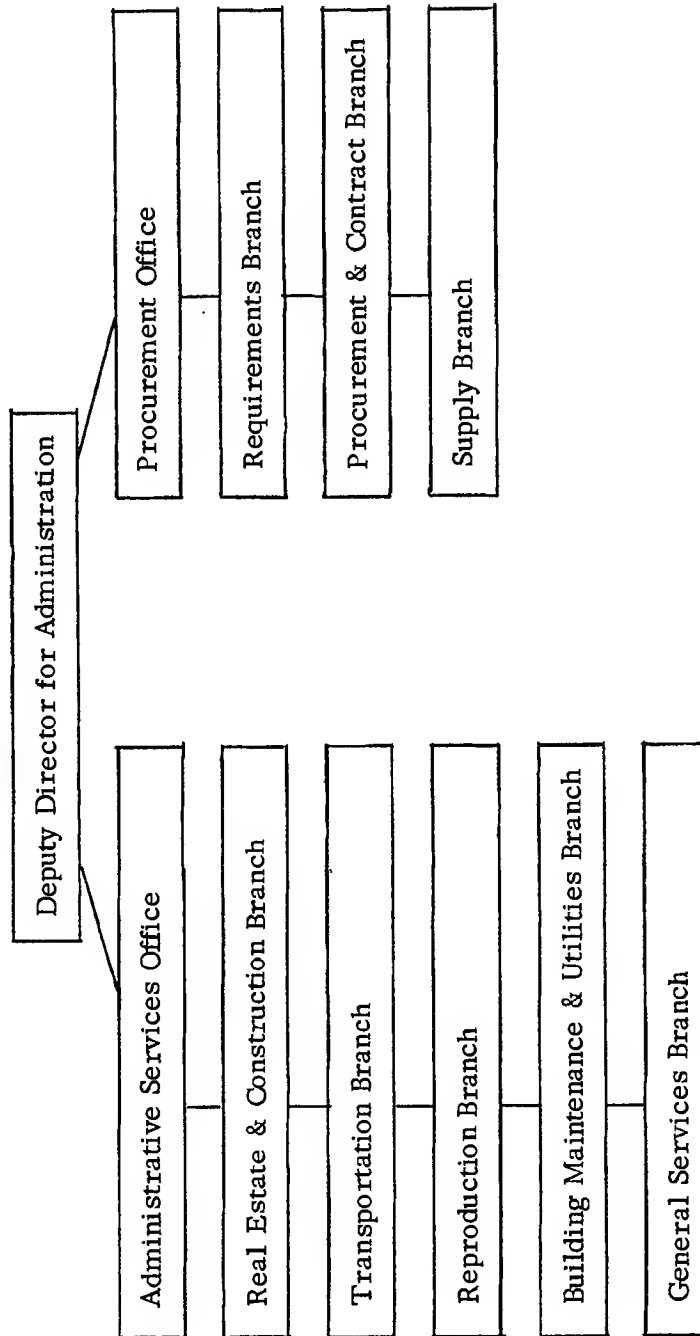 Deputy Director for Administration
Administrative Services Office
Real Estate & Construction Branch
Transportation Branch
Reproduction Branch
Building Maintenance & Utilities Branch
General Services Branch
Procurement Office
Requirements Branch
Procurement & Contract Branch
Supply Branch